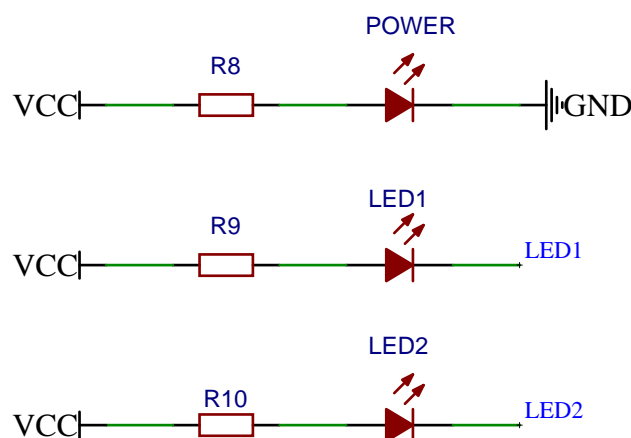 POWER
R8
VCC GND
LED1
R9
VCC LED1
LED2
R10
VCC LED2